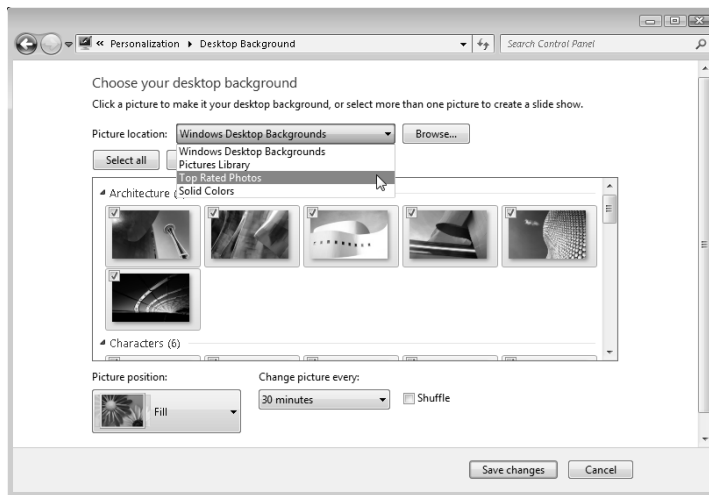 « Personalization ▸ Desktop Background
Search Control Panel
Choose your desktop background
Click a picture to make it your desktop background, or select more than one picture to create a slide show.
Picture location: Windows Desktop Backgrounds Browse...
Windows Desktop Backgrounds
Pictures Library
Top Rated Photos
Solid Colors
Select all
Architecture (
Characters (6)
Picture position: Change picture every:
Fill 30 minutes Shuffle
Save changes Cancel